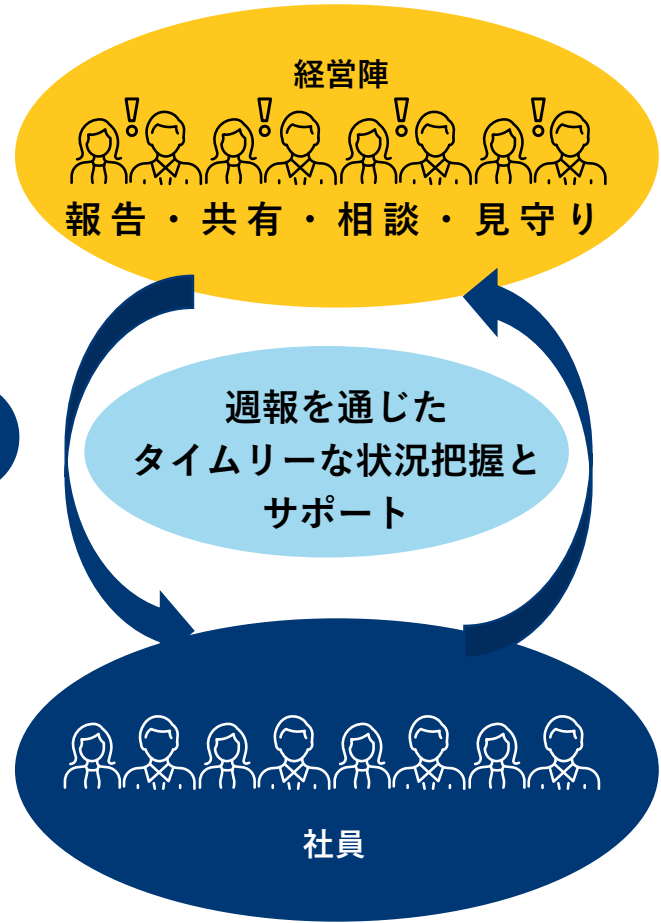 経営陣
報告・共有・相談・見守り
週報を通じた
タイムリーな状況把握と
サポート
社員